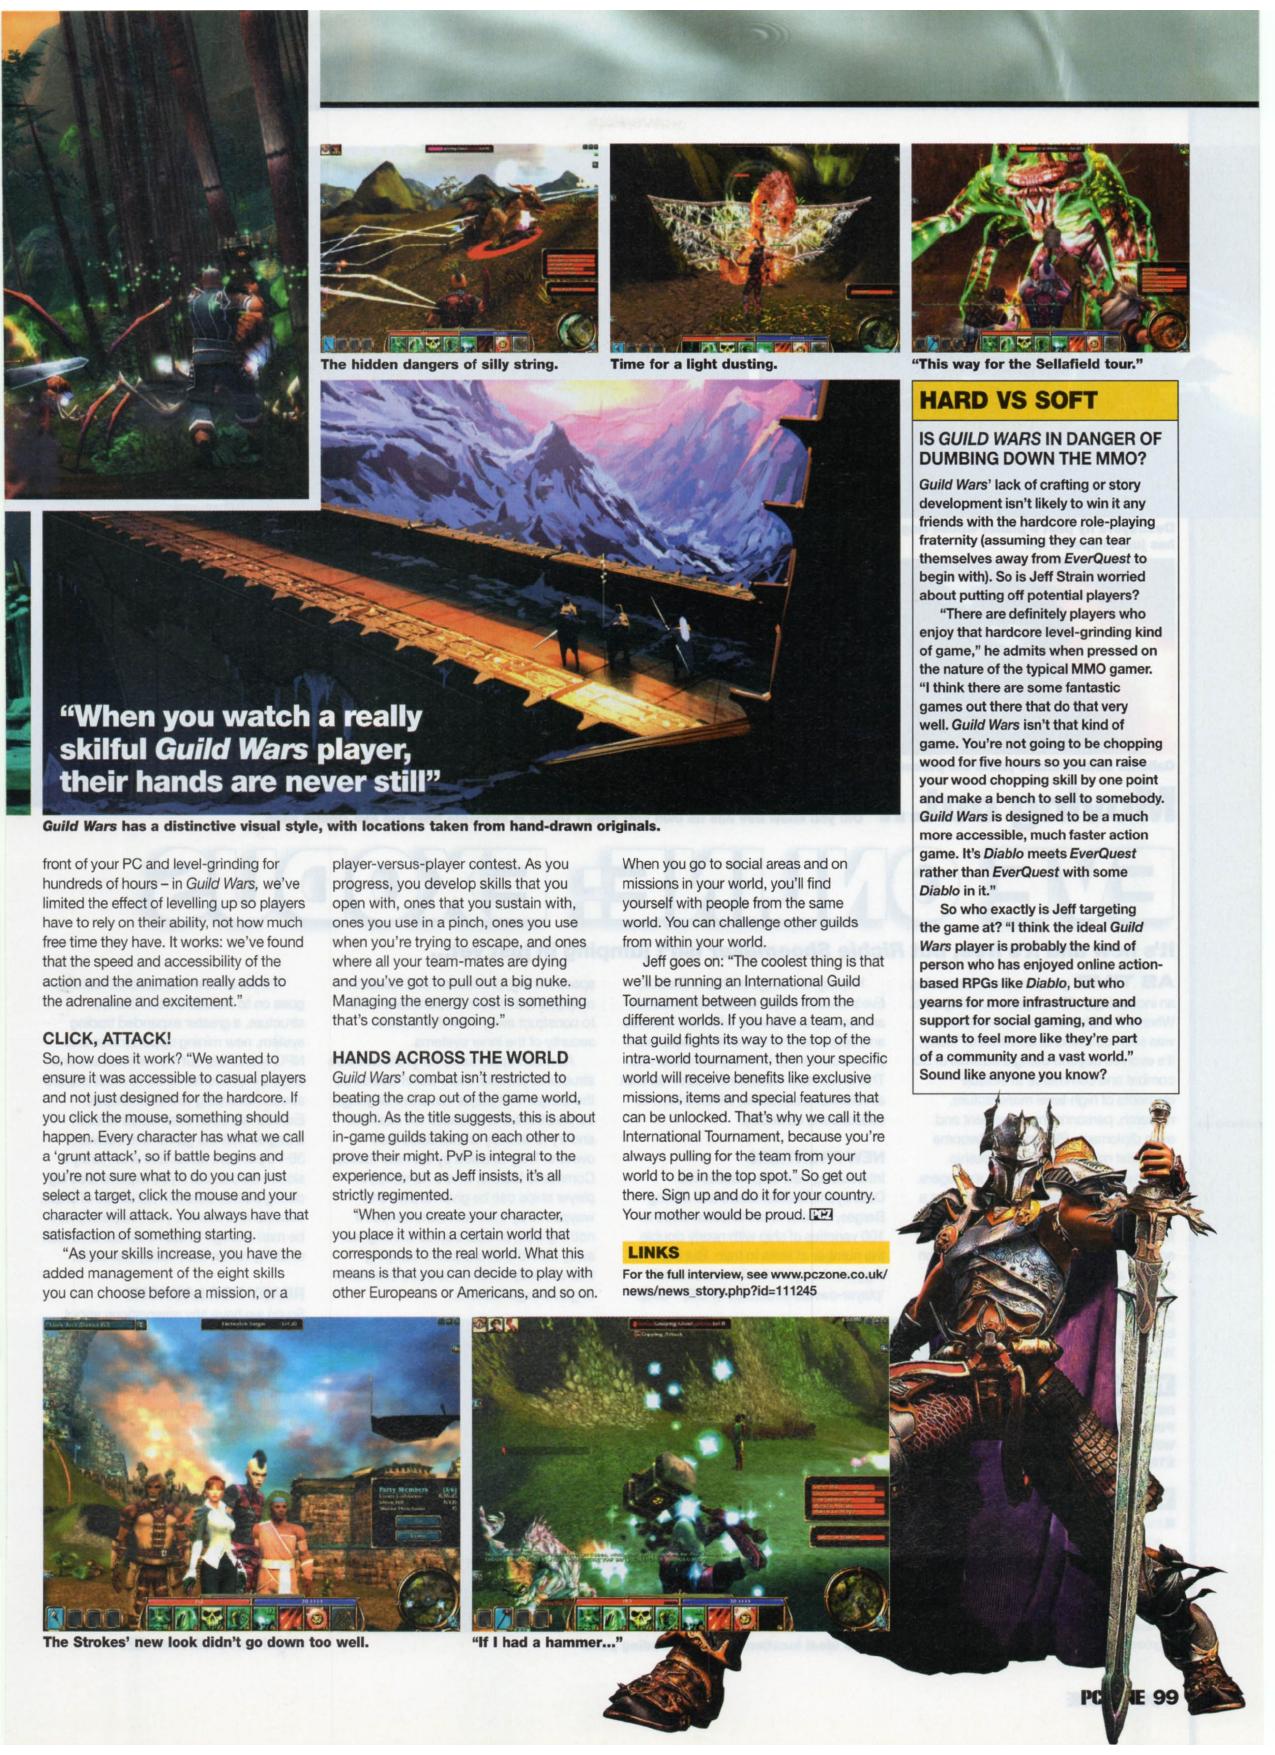 The hidden dangers of silly string.
Time for a light dusting.
“This way for the Sellafield tour.”
“When you watch a really
skilful Guild Wars player,
their hands are never still”
Guild Wars has a distinctive visual style, with locations taken from hand-drawn originals.
front of your PC and level-grinding for
hundreds of hours – in Guild Wars, we’ve
limited the effect of levelling up so players
have to rely on their ability, not how much
free time they have. It works: we’ve found
that the speed and accessibility of the
action and the animation really adds to
the adrenaline and excitement.”
CLICK, ATTACK!
So, how does it work? “We wanted to
ensure it was accessible to casual players
and not just designed for the hardcore. If
you click the mouse, something should
happen. Every character has what we call
a ‘grunt attack’, so if battle begins and
you’re not sure what to do you can just
select a target, click the mouse and your
character will attack. You always have that
satisfaction of something starting.
“As your skills increase, you have the
added management of the eight skills
you can choose before a mission, or a
player-versus-player contest. As you
progress, you develop skills that you
open with, ones that you sustain with,
ones you use in a pinch, ones you use
when you’re trying to escape, and ones
where all your team-mates are dying
and you’ve got to pull out a big nuke.
Managing the energy cost is something
that’s constantly ongoing.”
HANDS ACROSS THE WORLD
Guild Wars’ combat isn’t restricted to
beating the crap out of the game world,
though. As the title suggests, this is about
in-game guilds taking on each other to
prove their might. PvP is integral to the
experience, but as Jeff insists, it’s all
strictly regimented.
“When you create your character,
you place it within a certain world that
corresponds to the real world. What this
means is that you can decide to play with
other Europeans or Americans, and so on.
When you go to social areas and on
missions in your world, you’ll find
yourself with people from the same
world. You can challenge other guilds
from within your world.
Jeff goes on: “The coolest thing is that
we’ll be running an International Guild
Tournament between guilds from the
different worlds. If you have a team, and
that guild fights its way to the top of the
intra-world tournament, then your specific
world will receive benefits like exclusive
missions, items and special features that
can be unlocked. That’s why we call it the
International Tournament, because you’re
always pulling for the team from your
world to be in the top spot.” So get out
there. Sign up and do it for your country.
Your mother would be proud. PCZ
LINKS
For the full interview, see www.pczone.co.uk/
news/news_story.php?id=111245
HARD VS SOFT
IS GUILD WARS IN DANGER OF
DUMBING DOWN THE MMO?
Guild Wars’ lack of crafting or story
development isn’t likely to win it any
friends with the hardcore role-playing
fraternity (assuming they can tear
themselves away from EverQuest to
begin with). So is Jeff Strain worried
about putting off potential players?
“There are definitely players who
enjoy that hardcore level-grinding kind
of game,” he admits when pressed on
the nature of the typical MMO gamer.
“I think there are some fantastic
games out there that do that very
well. Guild Wars isn’t that kind of
game. You’re not going to be chopping
wood for five hours so you can raise
your wood chopping skill by one point
and make a bench to sell to somebody.
Guild Wars is designed to be a much
more accessible, much faster action
game. It’s Diablo meets EverQuest
rather than EverQuest with some
Diablo in it.”
So who exactly is Jeff targeting
the game at? “I think the ideal Guild
Wars player is probably the kind of
person who has enjoyed online action-
based RPGs like Diablo, but who
yearns for more infrastructure and
support for social gaming, and who
wants to feel more like they’re part
of a community and a vast world.”
Sound like anyone you know?
Party Members
The Strokes’ new look didn’t go down too well.
“If I had a hammer...”
99